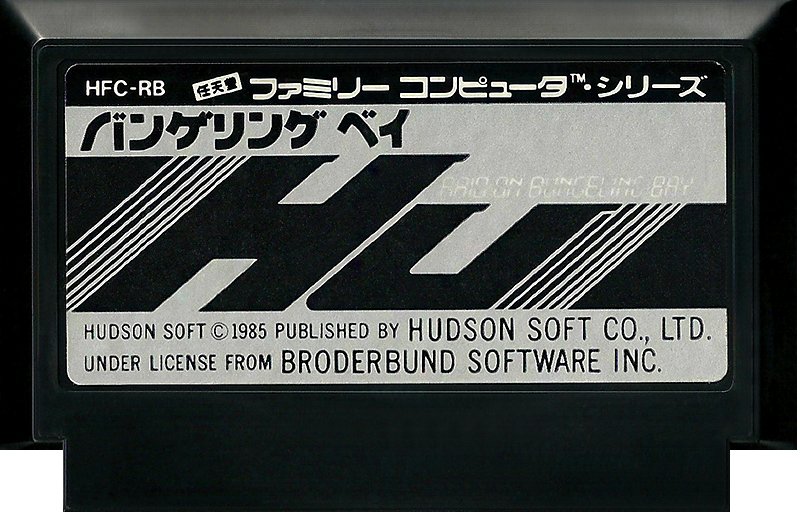 HFC-RB 任天堂 ファミリー コンピュータ™・シリーズ
バンゲリング ベイ
HU
RAID ON BUNGELING BAY
HUDSON SOFT © 1985 PUBLISHED BY HUDSON SOFT CO., LTD.
UNDER LICENSE FROM BRODERBUND SOFTWARE INC.